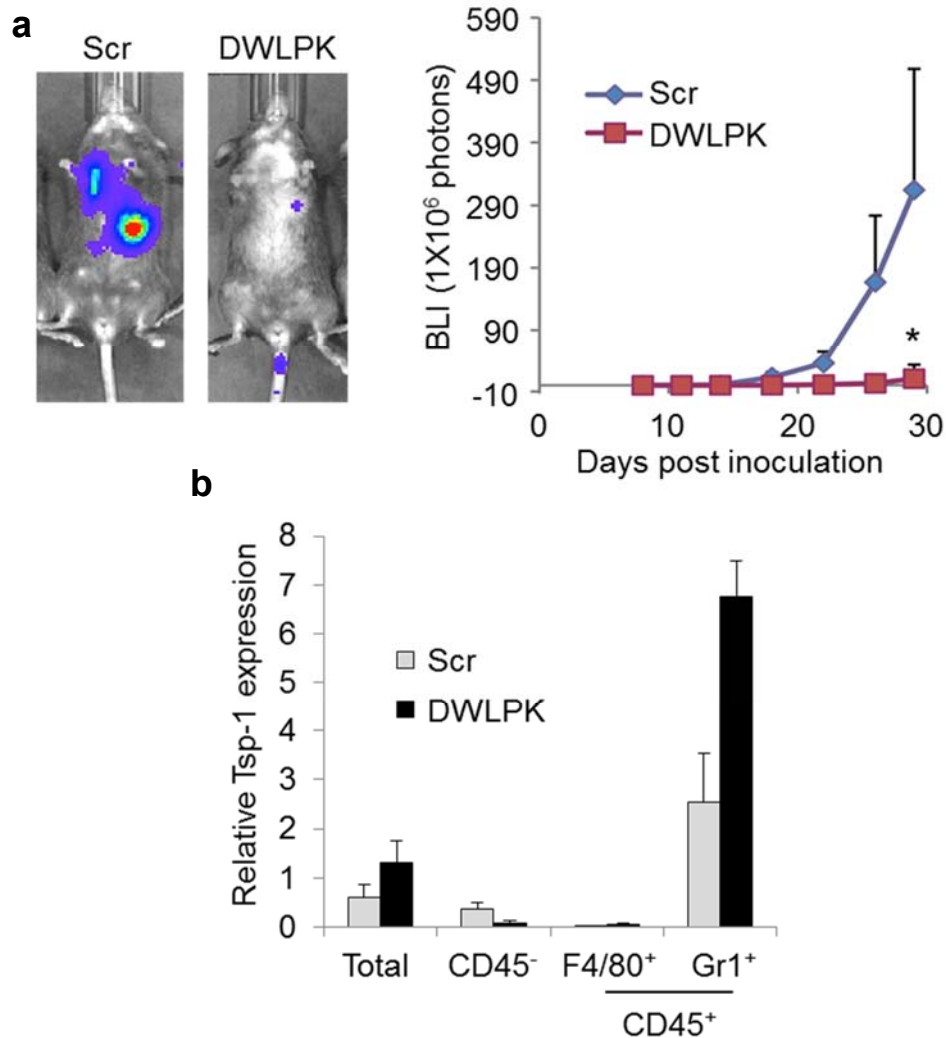 a
Scr
DWLPK
590
490
390
290
190
90
-10
BLI (1X10⁶ photons)
Scr
DWLPK
*
0
10
20
30
Days post inoculation
b
8
7
6
5
4
3
2
1
0
Relative Tsp-1 expression
Scr
DWLPK
Total
CD45⁻
F4/80⁺
Gr1⁺
CD45⁺